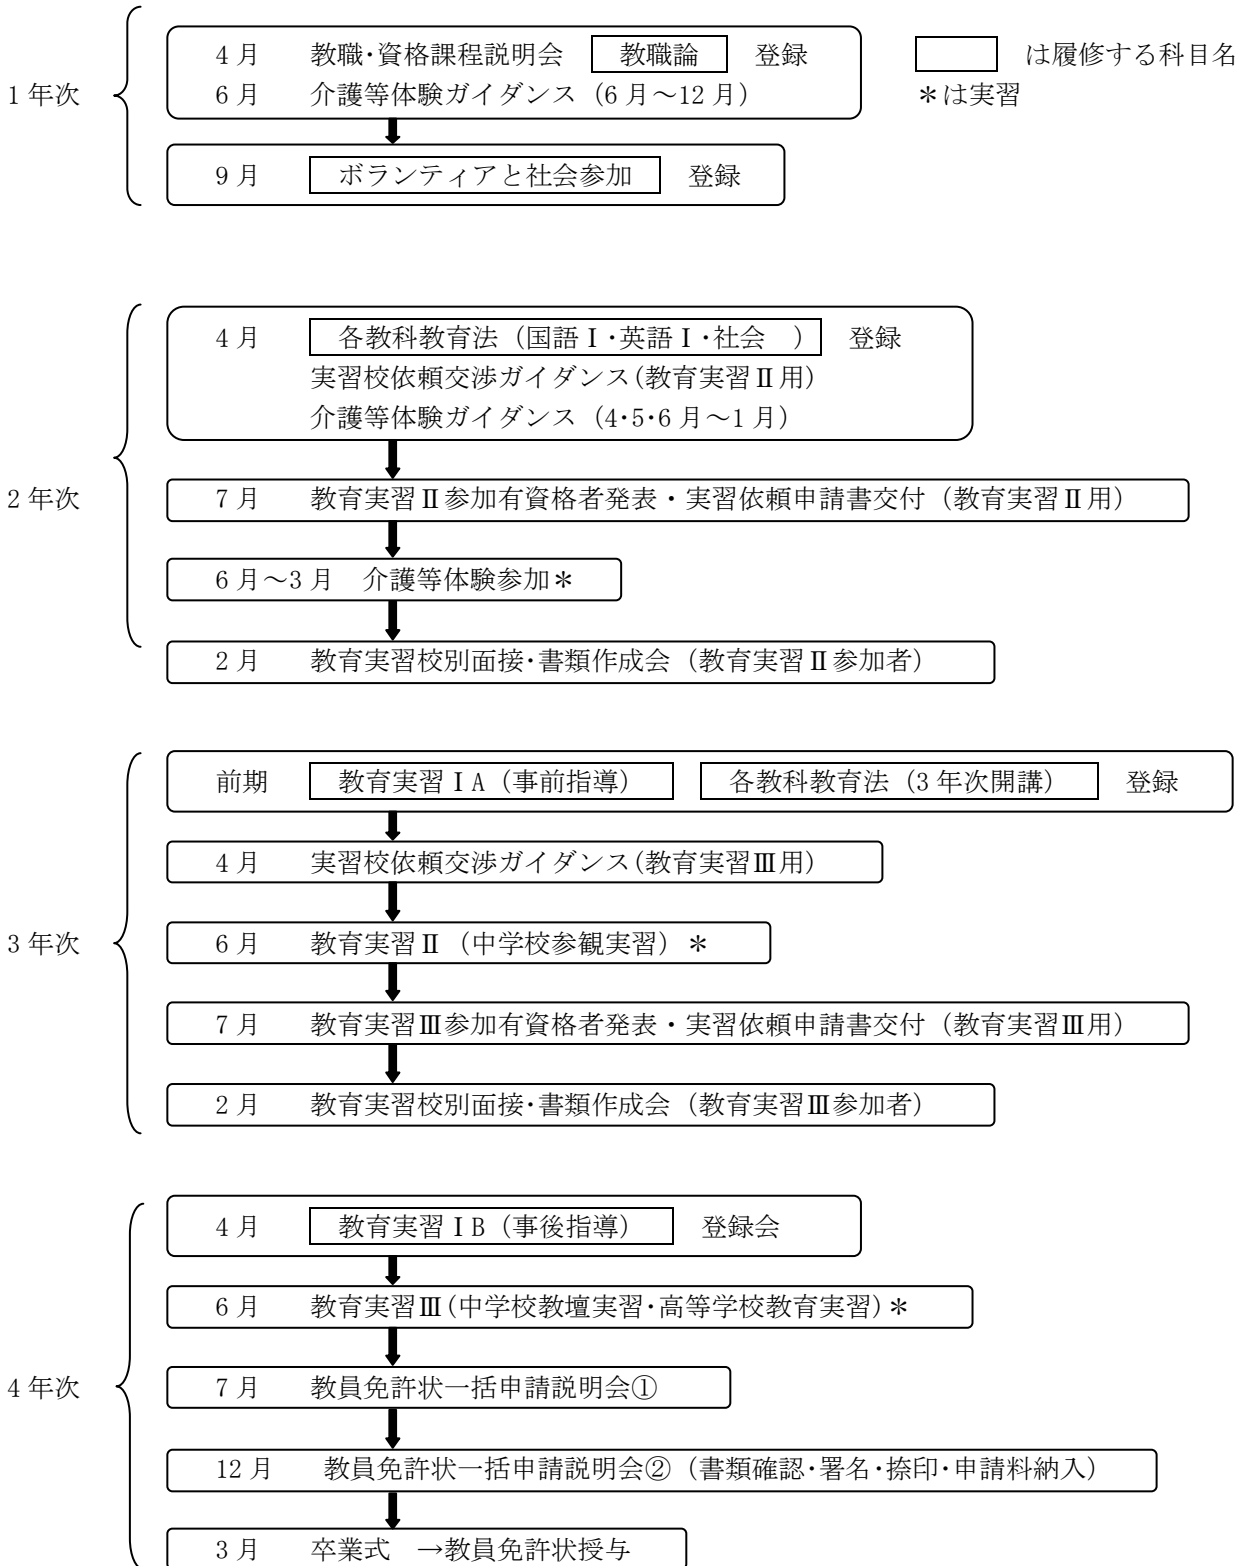 1年次
4月 教職・資格課程説明会 教職論 登録
6月 介護等体験ガイダンス（6月～12月）
9月 ボランティアと社会参加 登録
は履修する科目名
＊は実習
2年次
4月 各教科教育法（国語Ⅰ・英語Ⅰ・社会 ） 登録
実習校依頼交渉ガイダンス（教育実習Ⅱ用）
介護等体験ガイダンス（4・5・6月～1月）
7月 教育実習Ⅱ参加有資格者発表・実習依頼申請書交付（教育実習Ⅱ用）
6月～3月 介護等体験参加＊
2月 教育実習校別面接・書類作成会（教育実習Ⅱ参加者）
3年次
前期 教育実習ⅠA（事前指導） 各教科教育法（3年次開講） 登録
4月 実習校依頼交渉ガイダンス（教育実習Ⅲ用）
6月 教育実習Ⅱ（中学校参観実習）＊
7月 教育実習Ⅲ参加有資格者発表・実習依頼申請書交付（教育実習Ⅲ用）
2月 教育実習校別面接・書類作成会（教育実習Ⅲ参加者）
4年次
4月 教育実習ⅠB（事後指導） 登録会
6月 教育実習Ⅲ（中学校教壇実習・高等学校教育実習）＊
7月 教員免許状一括申請説明会①
12月 教員免許状一括申請説明会②（書類確認・署名・捺印・申請料納入）
3月 卒業式 →教員免許状授与